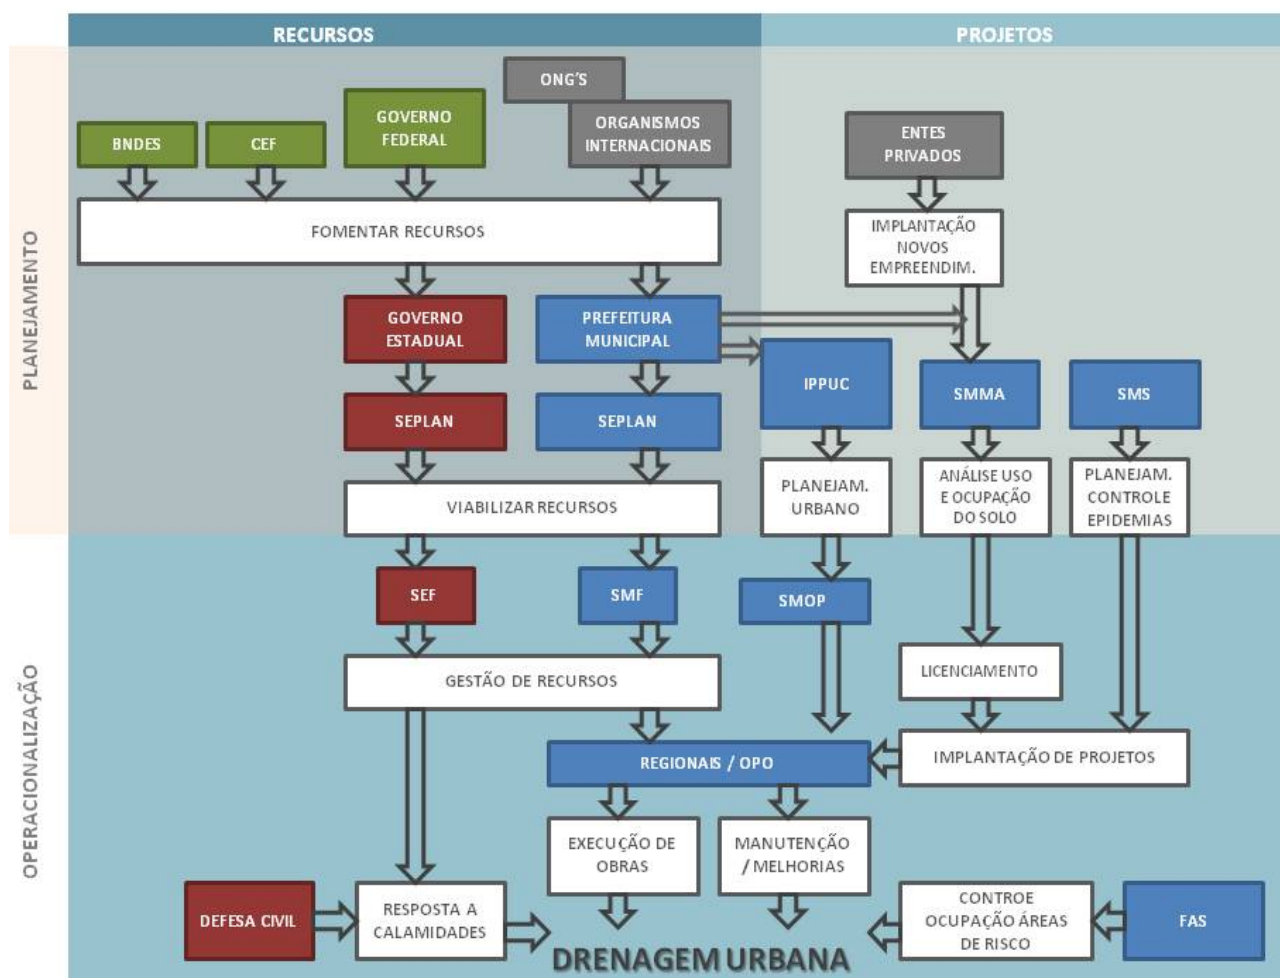 RECURSOS
PROJETOS
PLANEJAMENTO
ONG'S
GOVERNO
FEDERAL
BNDES
CEF
ORGANISMOS
INTERNACIONAIS
ENTES
PRIVADOS
FOMENTAR RECURSOS
IMPLANTAÇÃO
NOVOS
EMPREENDIM.
GOVERNO
ESTADUAL
PREFEITURA
MUNICIPAL
IPPUC
SMMA
SMS
SEPLAN
SEPLAN
VIABILIZAR RECURSOS
PLANEJAM.
URBANO
ANÁLISE USO
E OCUPAÇÃO
DO SOLO
PLANEJAM.
CONTROLE
EPIDEMIAS
OPERACIONALIZAÇÃO
SEF
SMF
SMOP
GESTÃO DE RECURSOS
LICENCIAMENTO
REGIONAIS / OPO
IMPLANTAÇÃO DE PROJETOS
EXECUÇÃO DE
OBRAS
MANUTENÇÃO
/ MELHORIAS
DEFESA CIVIL
RESPOSTA A
CALAMIDADES
CONTROE
OCUPAÇÃO ÁREAS
DE RISCO
FAS
DRENAGEM URBANA